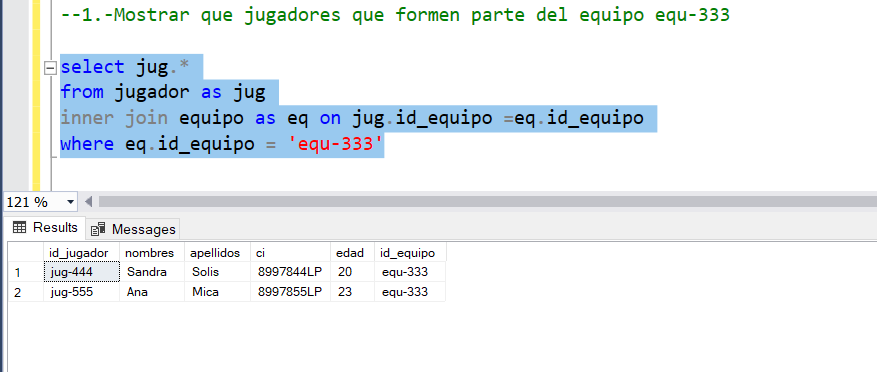 --1.-Mostrar que jugadores que formen parte del equipo equ-333
select jug.*
from jugador as jug
inner join equipo as eq on jug.id_equipo =eq.id_equipo
where eq.id_equipo = 'equ-333'
121 %
Results Messages
id_jugador nombres apellidos ci edad id_equipo
1 jug-444 Sandra Solis 8997844LP 20 equ-333
2 jug-555 Ana Mica 8997855LP 23 equ-333